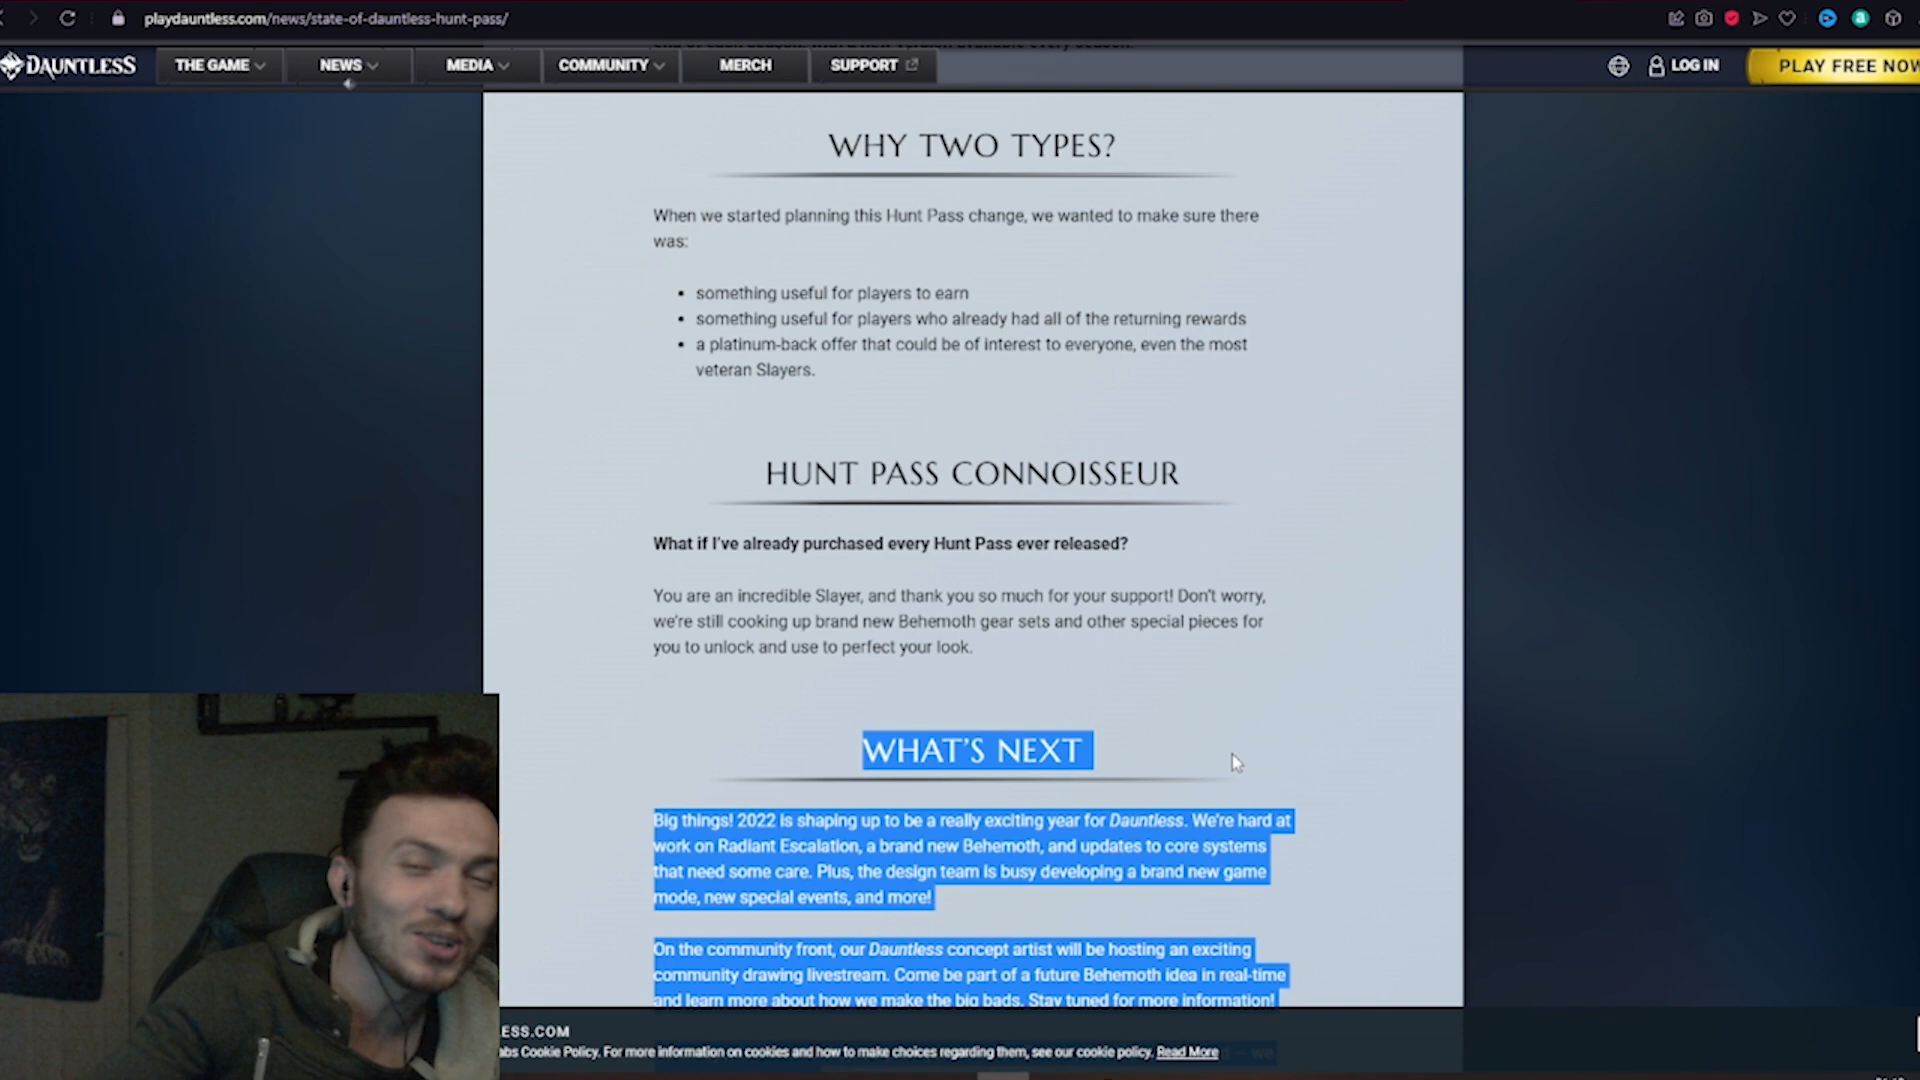 playdauntless.com/news/state-of-dauntless-hunt-pass/
DAUNTLESS
THE GAME
NEWS
MEDIA
COMMUNITY
MERCH
SUPPORT
LOG IN
PLAY FREE NOW
WHY TWO TYPES?
When we started planning this Hunt Pass change, we wanted to make sure there
was:
• something useful for players to earn
• something useful for players who already had all of the returning rewards
• a platinum-back offer that could be of interest to everyone, even the most
veteran Slayers.
HUNT PASS CONNOISSEUR
What if I've already purchased every Hunt Pass ever released?
You are an incredible Slayer, and thank you so much for your support! Don't worry,
we're still cooking up brand new Behemoth gear sets and other special pieces for
you to unlock and use to perfect your look.
WHAT'S NEXT
Big things! 2022 is shaping up to be a really exciting year for Dauntless. We're hard at
work on Radiant Escalation, a brand new Behemoth, and updates to core systems
that need some care. Plus, the design team is busy developing a brand new game
mode, new special events, and more!
On the community front, our Dauntless concept artist will be hosting an exciting
community drawing livestream. Come be part of a future Behemoth idea in real-time
and learn more about how we make the big bads. Stay tuned for more information!
ESS.COM
abs Cookie Policy. For more information on cookies and how to make choices regarding them, see our cookie policy. Read More